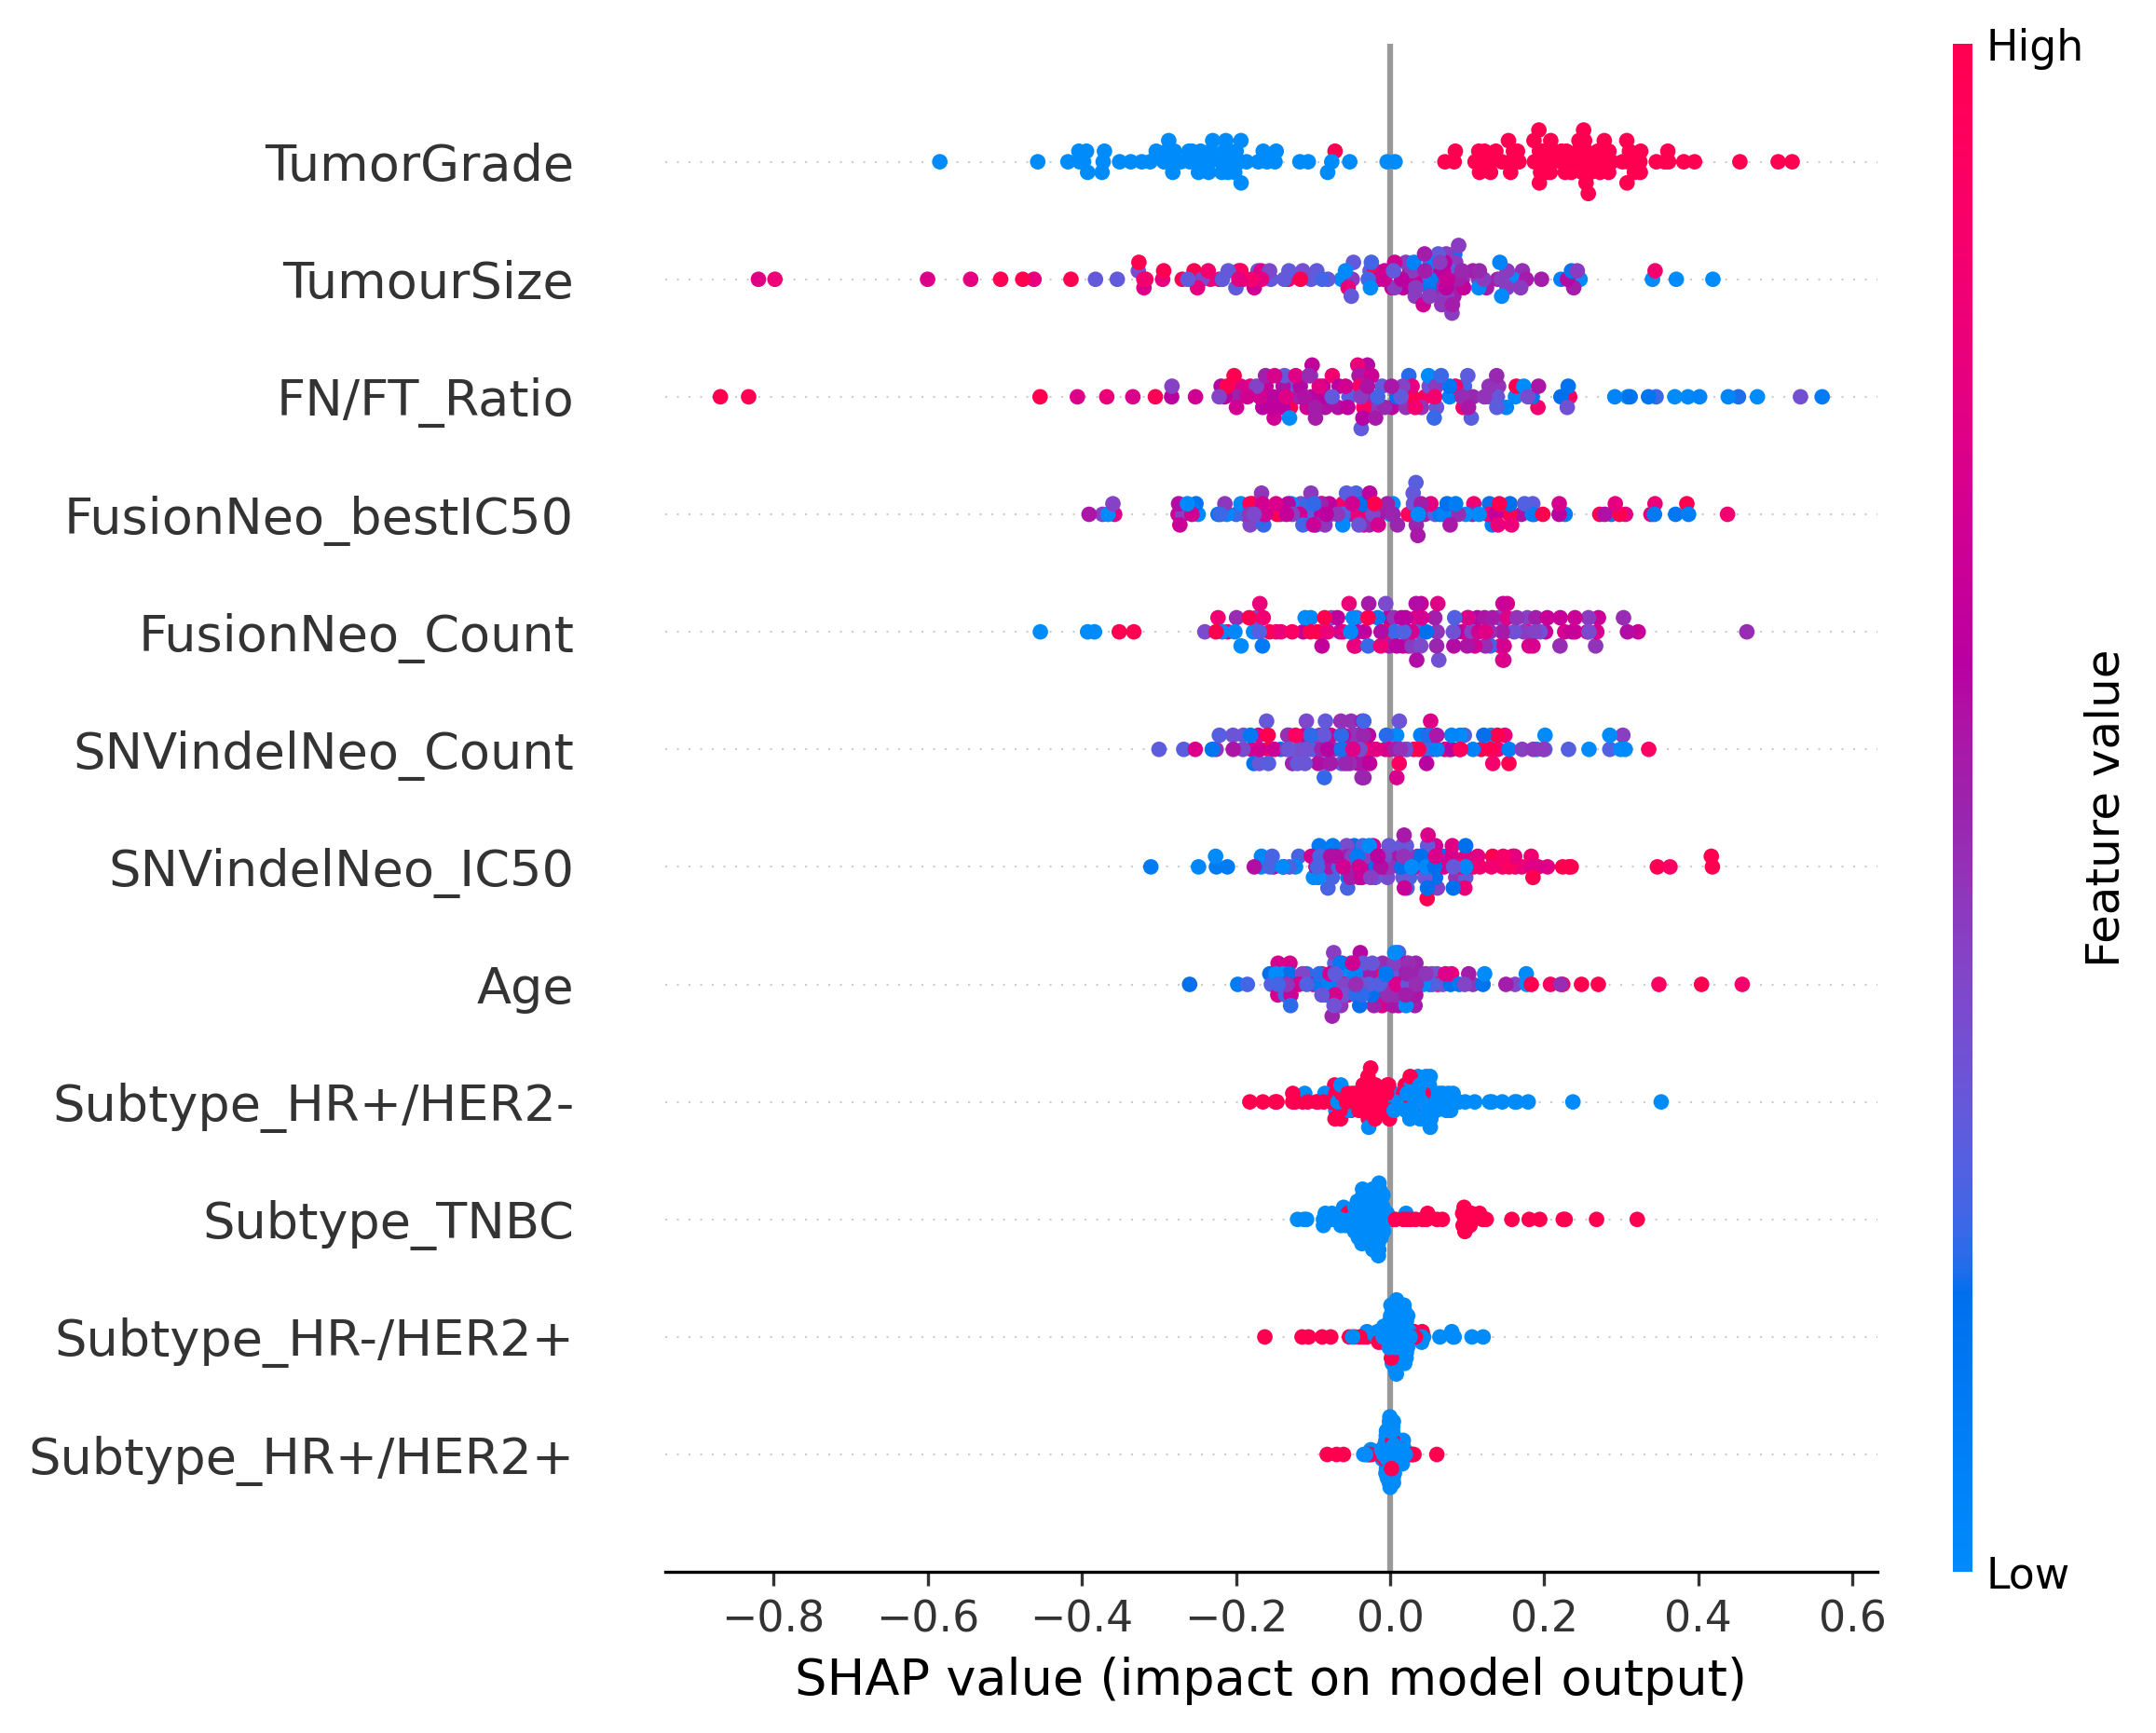 High
TumorGrade
TumourSize
FN/FT_Ratio
FusionNeo_bestIC50
FusionNeo_Count
SNVindelNeo_Count
SNVindelNeo_IC50
Age
Subtype_HR+/HER2-
Subtype_TNBC
Subtype_HR-/HER2+
Subtype_HR+/HER2+
Feature value
Low
−0.8 −0.6 −0.4 −0.2 0.0 0.2 0.4 0.6
SHAP value (impact on model output)